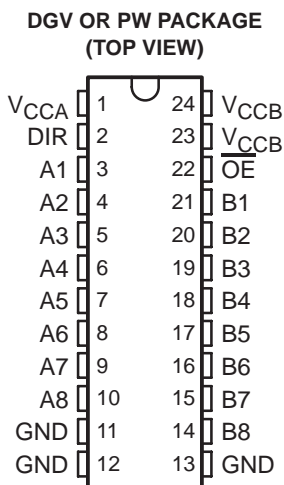 DGV OR PW PACKAGE
(TOP VIEW)
VCCA 1 24 VCCB
DIR 2 23 VCCB
A1 3 22 OE
A2 4 21 B1
A3 5 20 B2
A4 6 19 B3
A5 7 18 B4
A6 8 17 B5
A7 9 16 B6
A8 10 15 B7
GND 11 14 B8
GND 12 13 GND